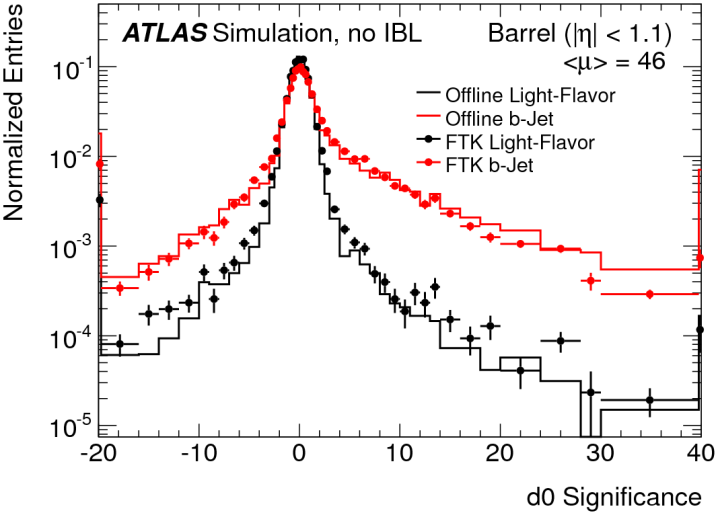 ATLAS Simulation, no IBL
Barrel (|η| < 1.1)
<μ> = 46
Offline Light-Flavor
Offline b-Jet
FTK Light-Flavor
FTK b-Jet
Normalized Entries
10⁻¹
10⁻²
10⁻³
10⁻⁴
10⁻⁵
-20 -10 0 10 20 30 40
d0 Significance